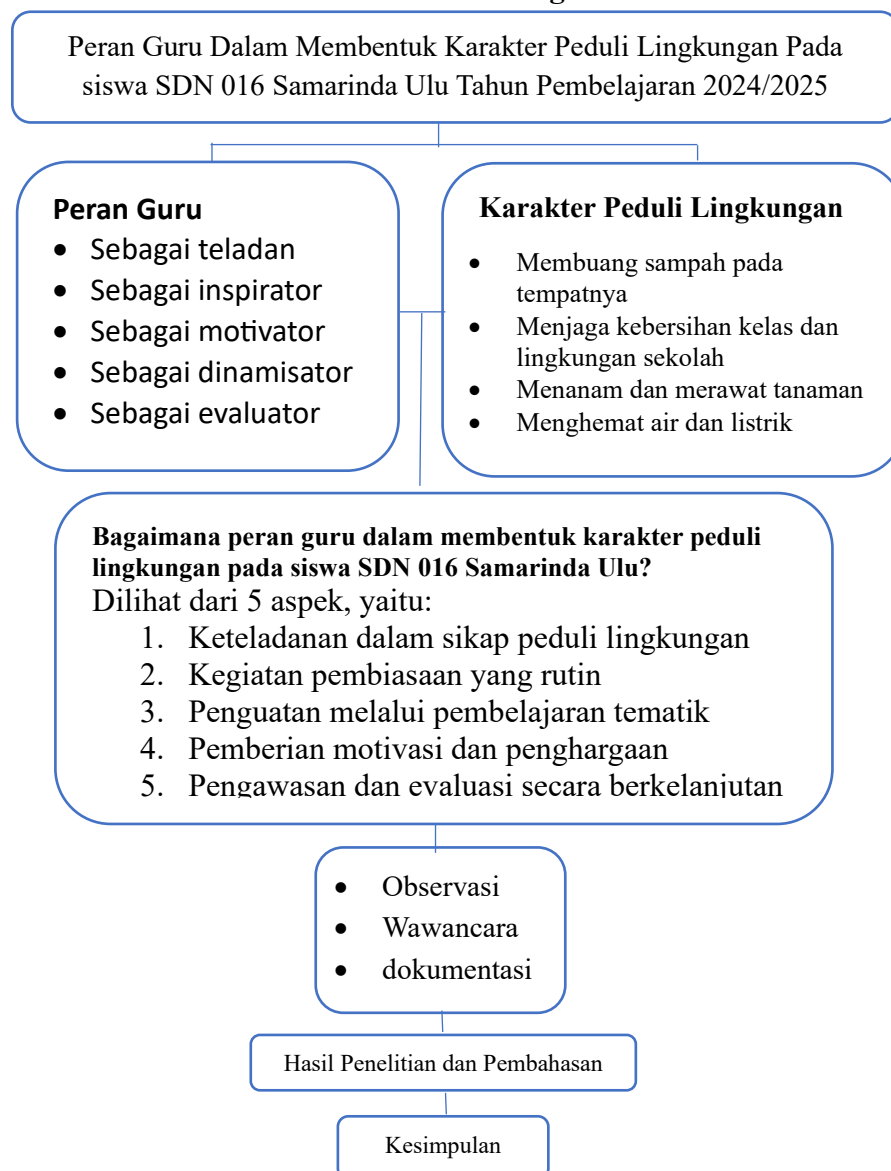 Peran Guru Dalam Membentuk Karakter Peduli Lingkungan Pada
siswa SDN 016 Samarinda Ulu Tahun Pembelajaran 2024/2025
Peran Guru
• Sebagai teladan
• Sebagai inspirator
• Sebagai motivator
• Sebagai dinamisator
• Sebagai evaluator
Karakter Peduli Lingkungan
• Membuang sampah pada
tempatnya
• Menjaga kebersihan kelas dan
lingkungan sekolah
• Menanam dan merawat tanaman
• Menghemat air dan listrik
Bagaimana peran guru dalam membentuk karakter peduli
lingkungan pada siswa SDN 016 Samarinda Ulu?
Dilihat dari 5 aspek, yaitu:
1. Keteladanan dalam sikap peduli lingkungan
2. Kegiatan pembiasaan yang rutin
3. Penguatan melalui pembelajaran tematik
4. Pemberian motivasi dan penghargaan
5. Pengawasan dan evaluasi secara berkelanjutan
• Observasi
• Wawancara
• dokumentasi
Hasil Penelitian dan Pembahasan
Kesimpulan